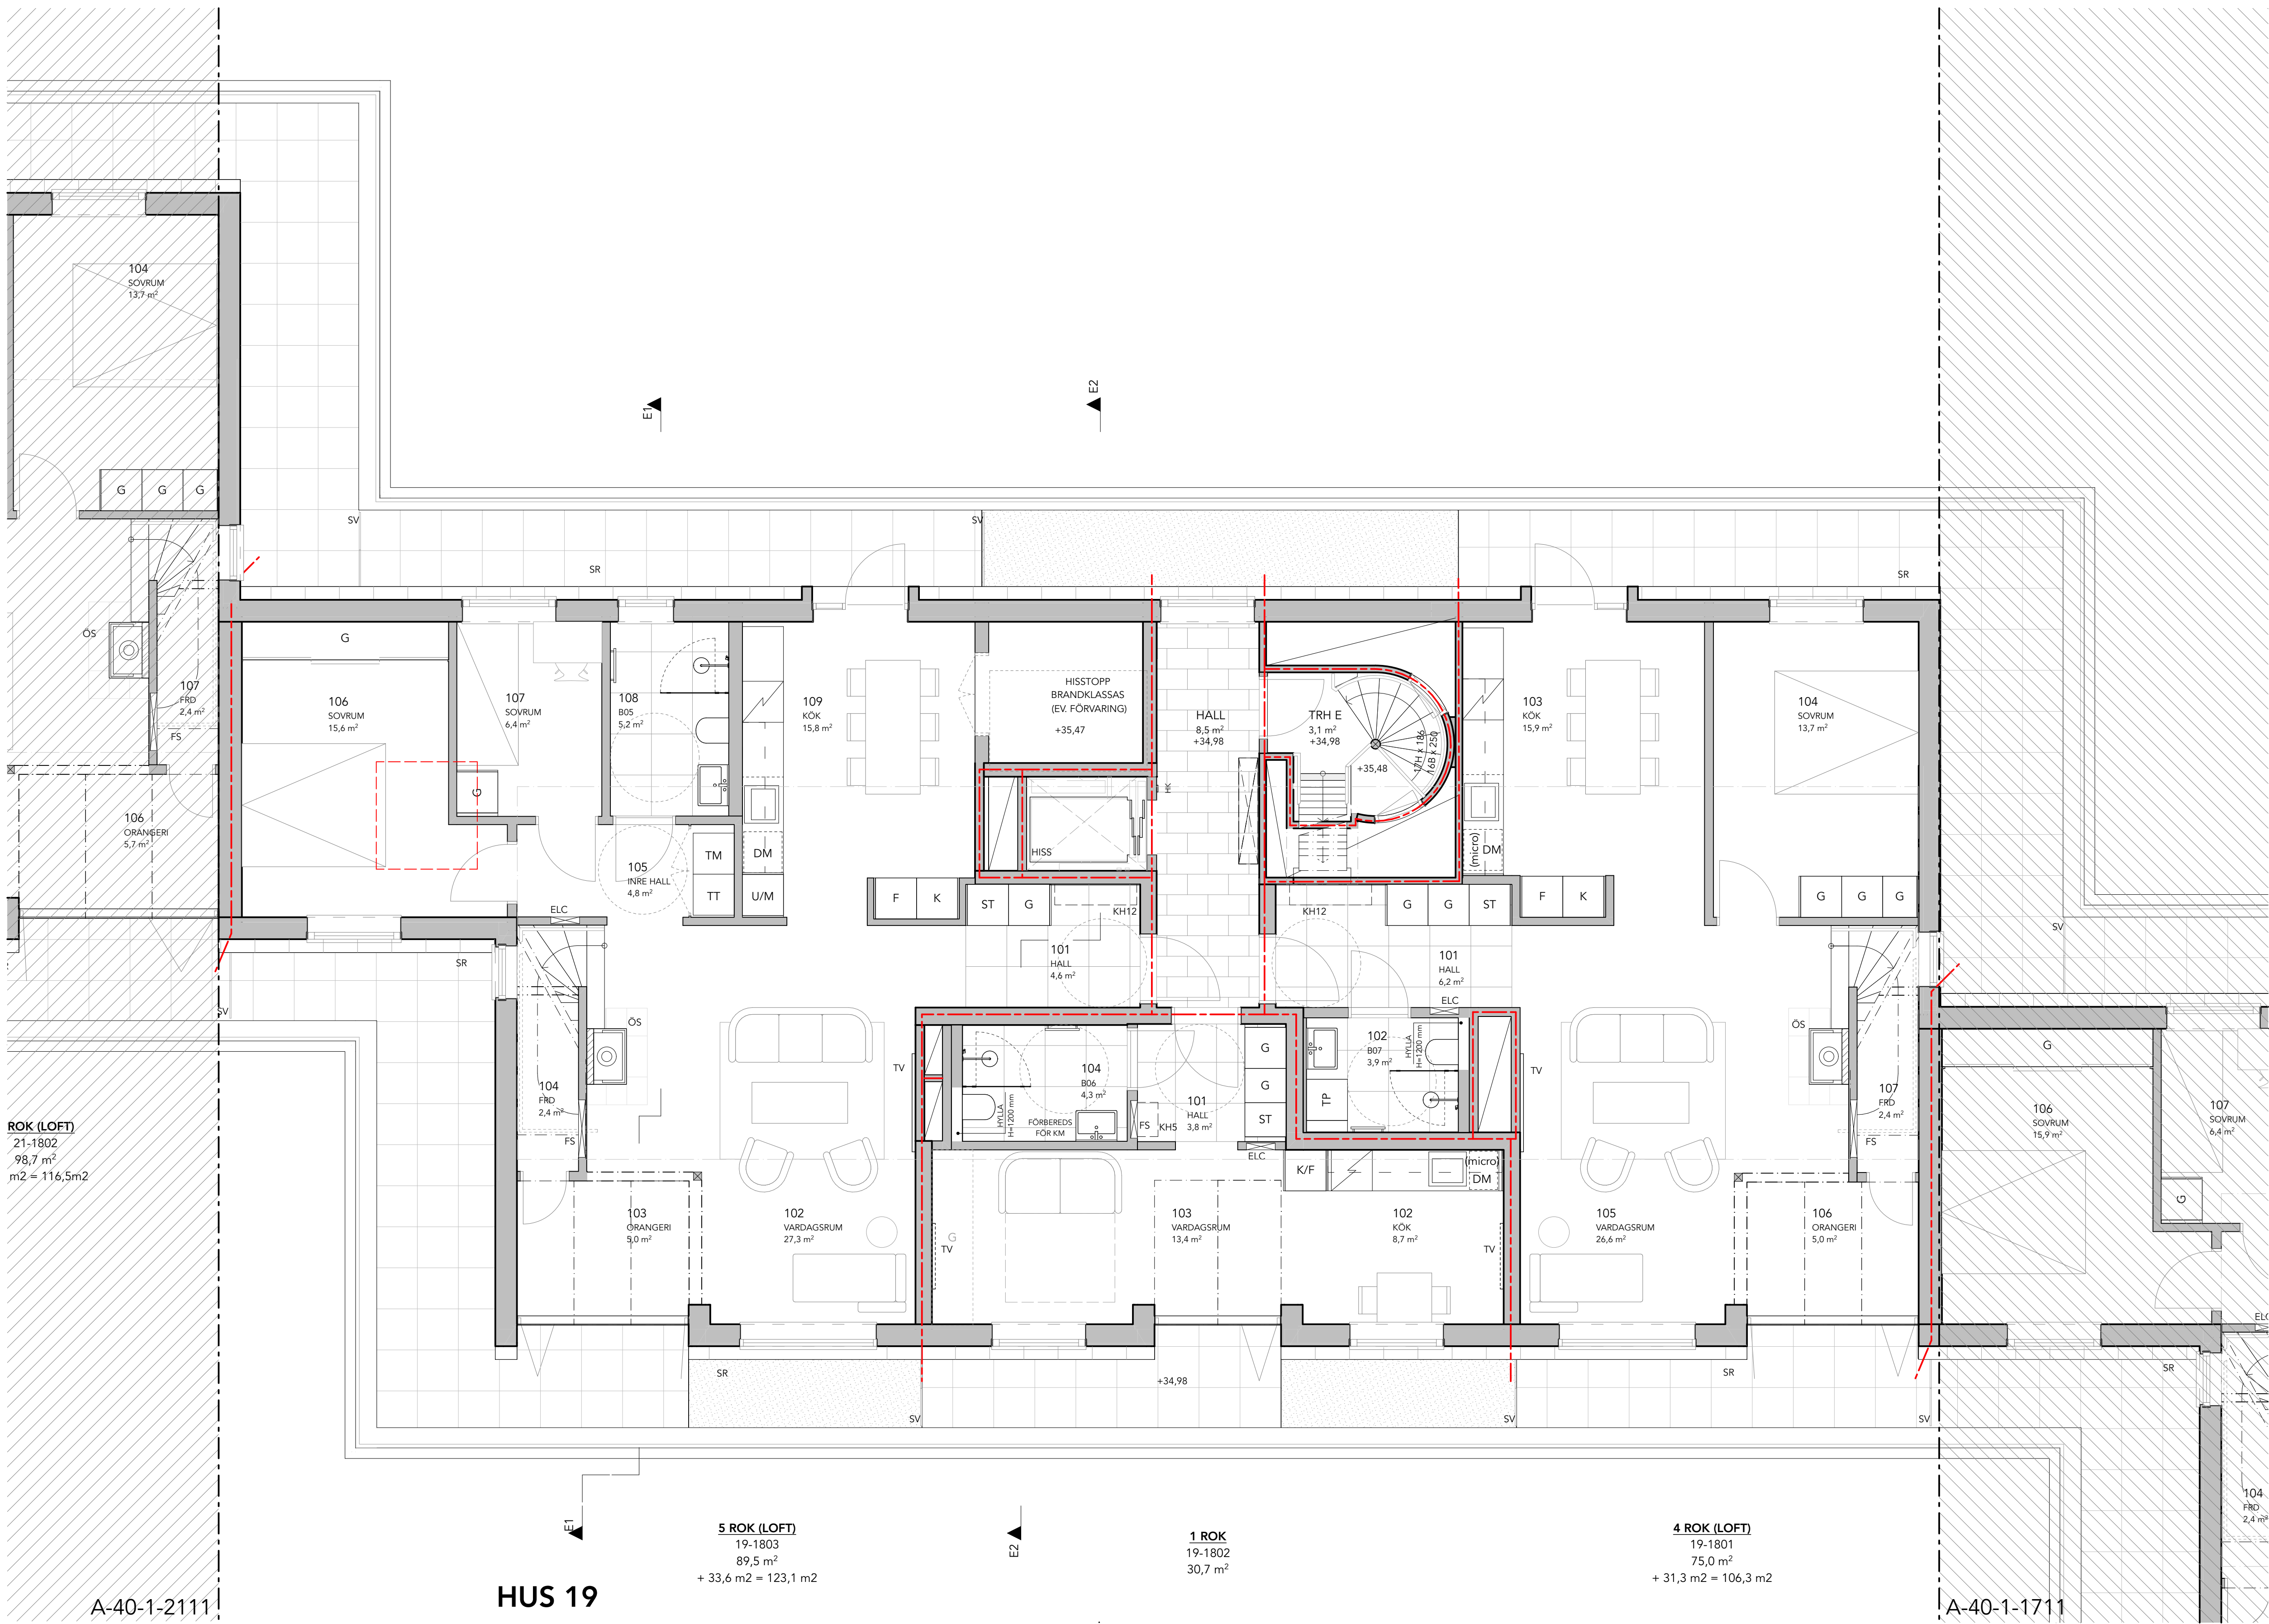 E1
E2
104
SOVRUM
13,7 m²
G
G
G
SV
SV
SR
SR
ÖS
107
FRD
2,4 m²
FS
106
ORANGERI
5,7 m²
G
106
SOVRUM
15,6 m²
107
SOVRUM
6,4 m²
G
108
B05
5,2 m²
109
KÖK
15,8 m²
HISSTOPP
BRANDKLASSAS
(EV. FÖRVARING)
+35,47
HALL
8,5 m²
+34,98
TRH E
3,1 m²
+34,98
+35,48
17H x 186
16B x 250
103
KÖK
15,9 m²
104
SOVRUM
13,7 m²
HK
HISS
105
INRE HALL
4,8 m²
TM
TT
DM
U/M
F
K
ST
G
KH12
KH12
G
G
ST
(micro)
DM
F
K
G
G
G
ELC
SR
SV
101
HALL
4,6 m²
101
HALL
6,2 m²
ELC
SV
ÖS
104
FRD
2,4 m²
FS
TV
104
B06
4,3 m²
HYLLA
H=1200 mm
FÖRBEREDS
FÖR KM
FS
KH5
101
HALL
3,8 m²
G
G
ST
ELC
102
B07
3,9 m²
HYLLA
H=1200 mm
TP
TV
ÖS
107
FRD
2,4 m²
FS
G
106
SOVRUM
15,9 m²
107
SOVRUM
6,4 m²
G
ROK (LOFT)
21-1802
98,7 m²
m2 = 116,5m2
103
ORANGERI
5,0 m²
102
VARDAGSRUM
27,3 m²
G
TV
103
VARDAGSRUM
13,4 m²
K/F
(micro)
DM
102
KÖK
8,7 m²
TV
105
VARDAGSRUM
26,6 m²
106
ORANGERI
5,0 m²
ELC
SR
+34,98
SR
SR
SV
SV
SV
104
FRD
2,4 m²
E1
E2
5 ROK (LOFT)
19-1803
89,5 m²
+ 33,6 m2 = 123,1 m2
1 ROK
19-1802
30,7 m²
4 ROK (LOFT)
19-1801
75,0 m²
+ 31,3 m2 = 106,3 m2
HUS 19
A-40-1-2111
A-40-1-1711